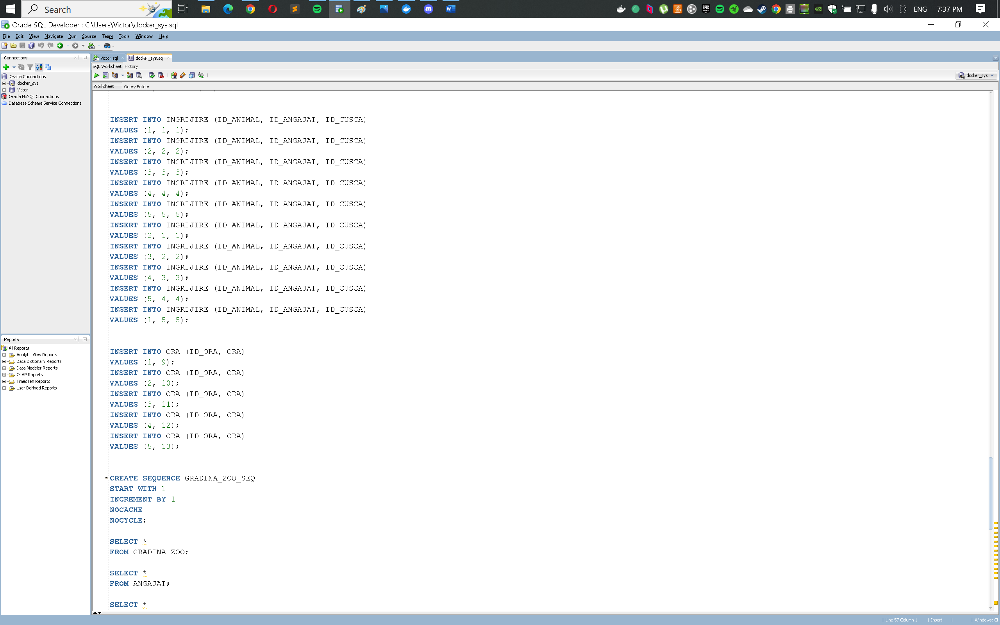 Search
ENG
7:37 PM
Oracle SQL Developer : C:\Users\Victor\docker_sys.sql
File Edit View Navigate Run Source Team Tools Window Help
Connections
Oracle Connections
docker_sys
Victor
Oracle NoSQL Connections
Database Schema Service Connections
Reports
All Reports
Analytic View Reports
Data Dictionary Reports
Data Modeler Reports
OLAP Reports
TimesTen Reports
User Defined Reports
Victor.sql
docker_sys.sql
SQL Worksheet History
docker_sys
Worksheet Query Builder
INSERT INTO INGRIJIRE (ID_ANIMAL, ID_ANGAJAT, ID_CUSCA)
VALUES (1, 1, 1);
INSERT INTO INGRIJIRE (ID_ANIMAL, ID_ANGAJAT, ID_CUSCA)
VALUES (2, 2, 2);
INSERT INTO INGRIJIRE (ID_ANIMAL, ID_ANGAJAT, ID_CUSCA)
VALUES (3, 3, 3);
INSERT INTO INGRIJIRE (ID_ANIMAL, ID_ANGAJAT, ID_CUSCA)
VALUES (4, 4, 4);
INSERT INTO INGRIJIRE (ID_ANIMAL, ID_ANGAJAT, ID_CUSCA)
VALUES (5, 5, 5);
INSERT INTO INGRIJIRE (ID_ANIMAL, ID_ANGAJAT, ID_CUSCA)
VALUES (2, 1, 1);
INSERT INTO INGRIJIRE (ID_ANIMAL, ID_ANGAJAT, ID_CUSCA)
VALUES (3, 2, 2);
INSERT INTO INGRIJIRE (ID_ANIMAL, ID_ANGAJAT, ID_CUSCA)
VALUES (4, 3, 3);
INSERT INTO INGRIJIRE (ID_ANIMAL, ID_ANGAJAT, ID_CUSCA)
VALUES (5, 4, 4);
INSERT INTO INGRIJIRE (ID_ANIMAL, ID_ANGAJAT, ID_CUSCA)
VALUES (1, 5, 5);
INSERT INTO ORA (ID_ORA, ORA)
VALUES (1, 9);
INSERT INTO ORA (ID_ORA, ORA)
VALUES (2, 10);
INSERT INTO ORA (ID_ORA, ORA)
VALUES (3, 11);
INSERT INTO ORA (ID_ORA, ORA)
VALUES (4, 12);
INSERT INTO ORA (ID_ORA, ORA)
VALUES (5, 13);
CREATE SEQUENCE GRADINA_ZOO_SEQ
START WITH 1
INCREMENT BY 1
NOCACHE
NOCYCLE;
SELECT *
FROM GRADINA_ZOO;
SELECT *
FROM ANGAJAT;
SELECT *
Line 57 Column 1 Insert Windows: